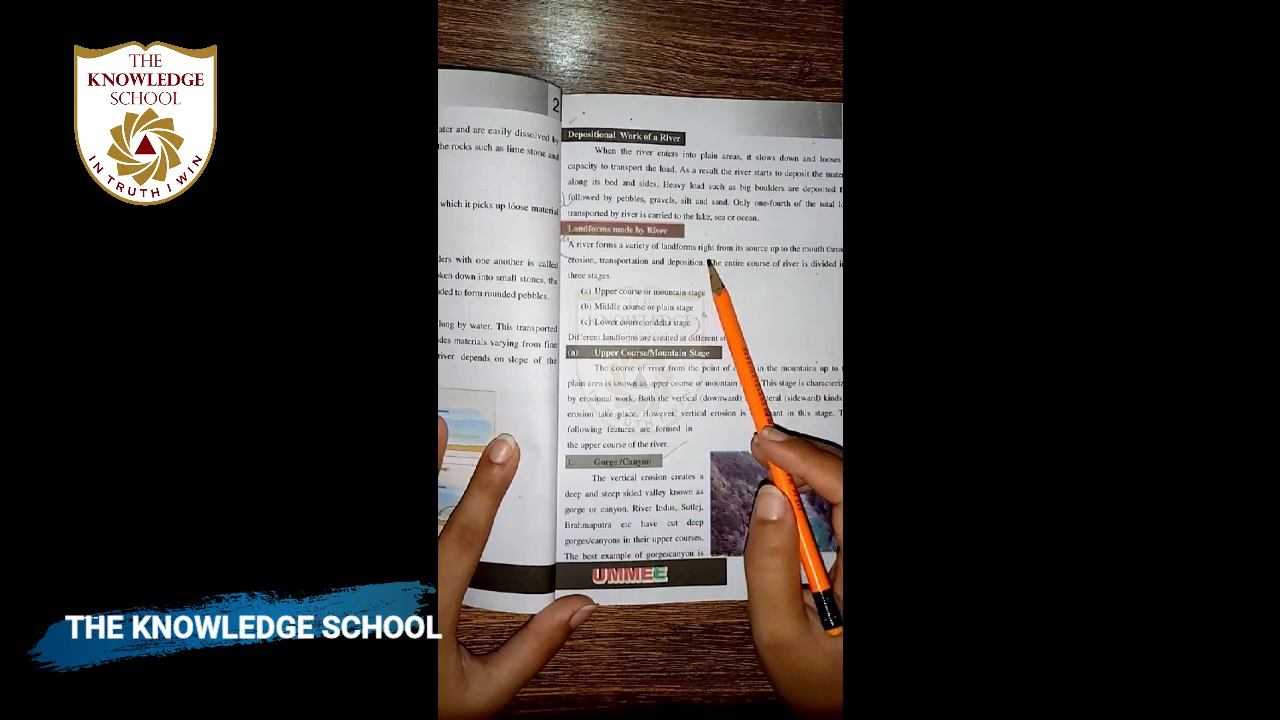 THE
KNOWLEDGE
SCHOOL
IN TRUTH I WIN
THE KNOWLEDGE SCHOOL
ater and are easily dissolved by
the rocks such as lime stone and
which it picks up loose material
ders with one another is called
ken down into small stones, the
ded to form rounded pebbles.
long by water. This transported
des materials varying from fine
river depends on slope of the
2
Depositional Work of a River
When the river enters into plain areas, it slows down and looses
capacity to transport the load. As a result the river starts to deposit the mate
along its bed and sides. Heavy load such as big boulders are deposited f
followed by pebbles, gravels, silt and sand. Only one-fourth of the total lo
transported by river is carried to the lake, sea or ocean.
Landforms made by River
A river forms a variety of landforms right from its source up to the mouth throu
erosion, transportation and deposition. The entire course of river is divided in
three stages.
(a) Upper course or mountain stage
(b) Middle course or plain stage
(c) Lower course or delta stage
Different landforms are created at different st
(a) Upper Course/Mountain Stage
The course of river from the point of in the mountains up to
plain area is known as upper course or mountain This stage is characteriz
by erosional work. Both the vertical (downward) eral (sideward) kinds
erosion take place. However, vertical erosion is ant in this stage. T
following features are formed in
the upper course of the river.
1. Gorge/Canyon
The vertical erosion creates a
deep and steep sided valley known as
gorge or canyon. River Indus, Sutlej,
Brahmaputra etc have cut deep
gorges/canyons in their upper courses.
The best example of gorge/canyon is
UMMEE